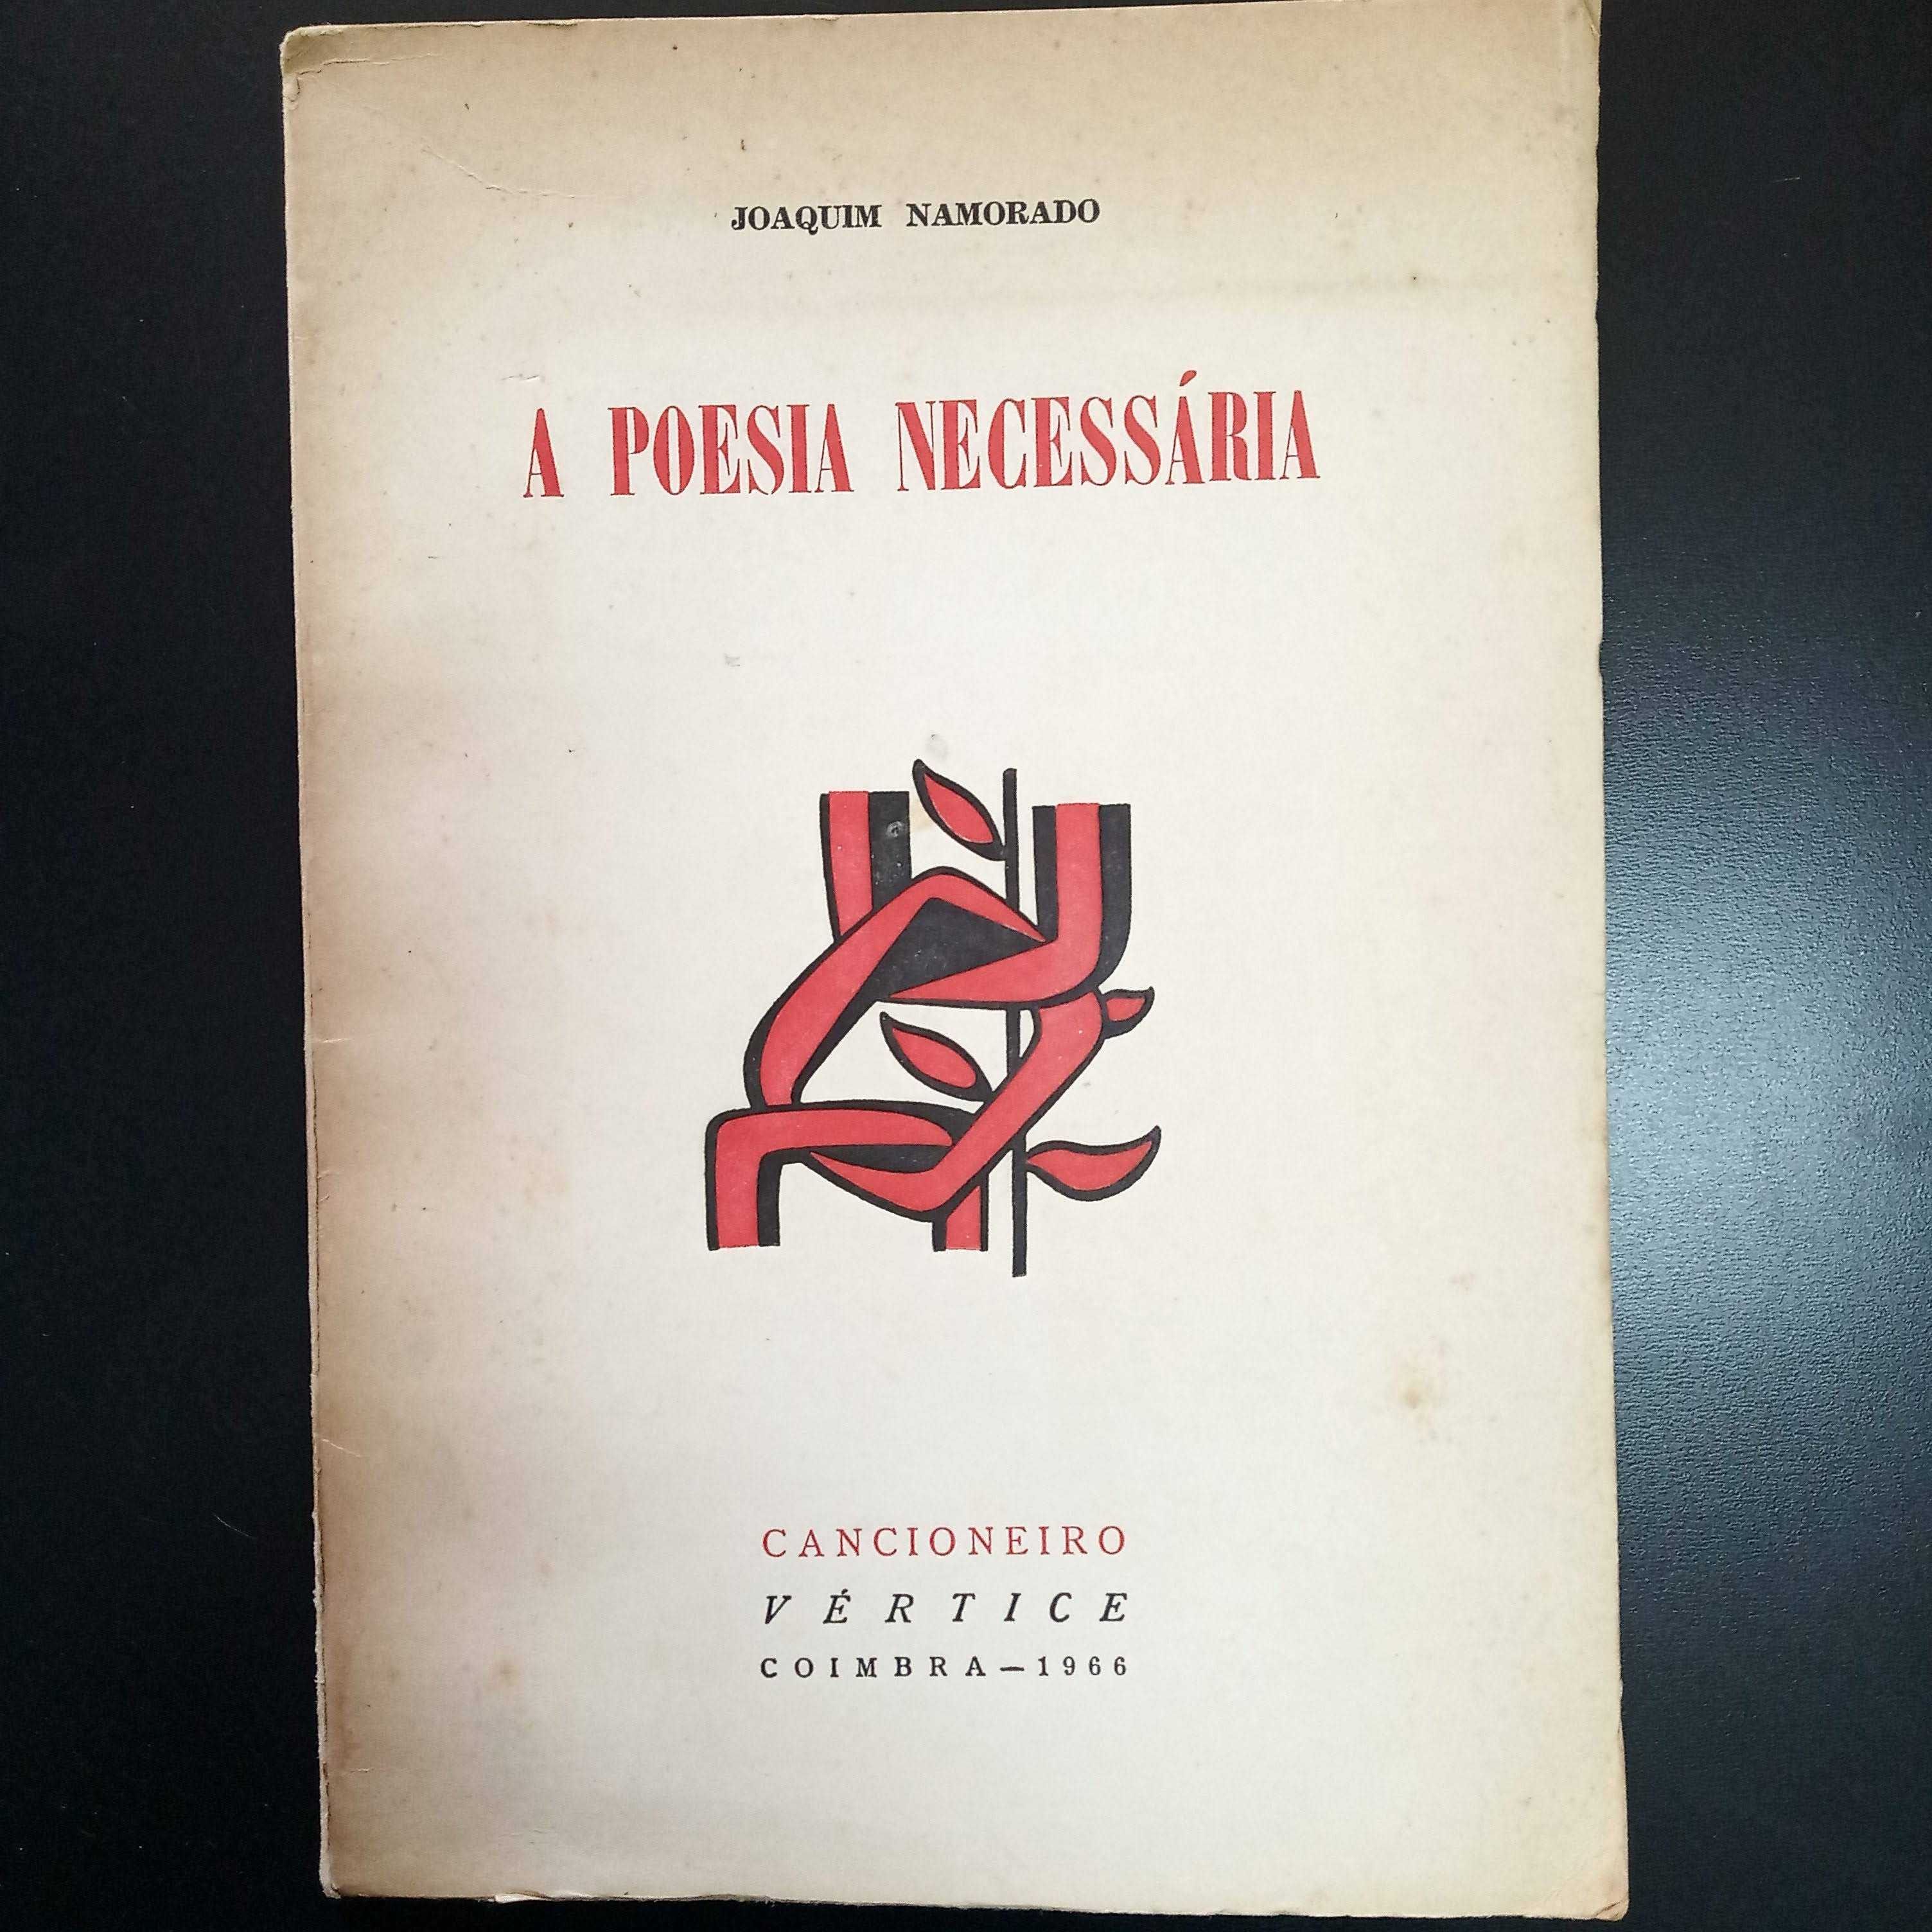 JOAQUIM NAMORADO
A POESIA NECESSÁRIA
CANCIONEIRO
VÉRTICE
COIMBRA — 1966